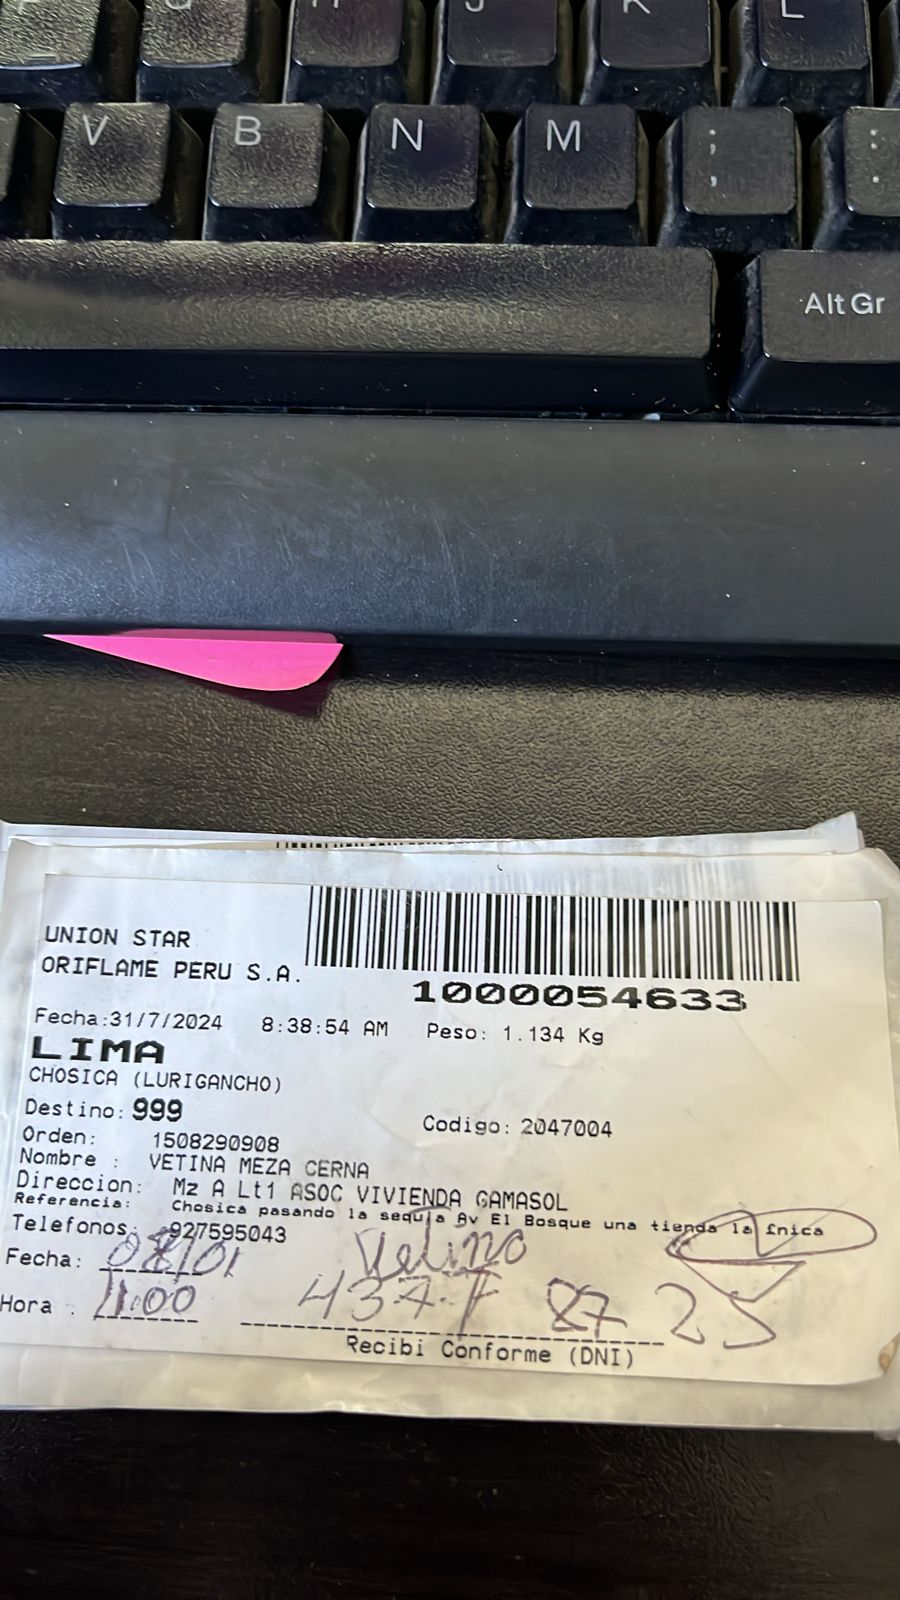 F G H J K L
V B N M ; , : .
Alt Gr
UNION STAR
ORIFLAME PERU S.A.
1000054633
Fecha:31/7/2024 8:38:54 AM Peso: 1.134 Kg
LIMA
CHOSICA (LURIGANCHO)
Destino: 999 Codigo: 2047004
Orden: 1508290908
Nombre : VETINA MEZA CERNA
Direccion: Mz A Lt1 ASOC VIVIENDA GAMASOL
Referencia: Chosica pasando la sequia Av El Bosque una tienda la £nica
Telefonos: 927595043
Fecha:
Hora : 11:00
Recibi Conforme (DNI)